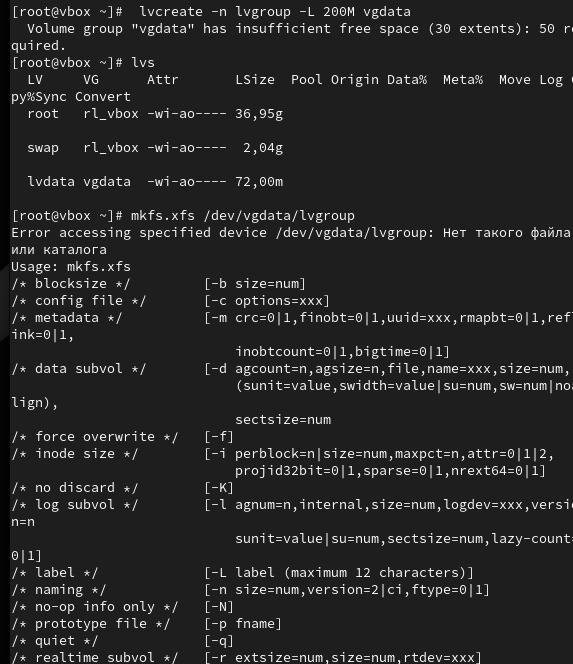 [root@vbox ~]#  lvcreate -n lvgroup -L 200M vgdata
  Volume group "vgdata" has insufficient free space (30 extents): 50 re
quired.
[root@vbox ~]# lvs
  LV     VG      Attr       LSize  Pool Origin Data%  Meta%  Move Log C
py%Sync Convert
  root   rl_vbox -wi-ao---- 36,95g
  swap   rl_vbox -wi-ao----  2,04g
  lvdata vgdata  -wi-ao---- 72,00m
[root@vbox ~]# mkfs.xfs /dev/vgdata/lvgroup
Error accessing specified device /dev/vgdata/lvgroup: Нет такого файла
или каталога
Usage: mkfs.xfs
/* blocksize */         [-b size=num]
/* config file */       [-c options=xxx]
/* metadata */          [-m crc=0|1,finobt=0|1,uuid=xxx,rmapbt=0|1,refl
ink=0|1,
                            inobtcount=0|1,bigtime=0|1]
/* data subvol */       [-d agcount=n,agsize=n,file,name=xxx,size=num,
                            (sunit=value,swidth=value|su=num,sw=num|noa
lign),
                            sectsize=num
/* force overwrite */   [-f]
/* inode size */        [-i perblock=n|size=num,maxpct=n,attr=0|1|2,
                            projid32bit=0|1,sparse=0|1,nrext64=0|1]
/* no discard */        [-K]
/* log subvol */        [-l agnum=n,internal,size=num,logdev=xxx,versio
n=n
                            sunit=value|su=num,sectsize=num,lazy-count=
0|1]
/* label */             [-L label (maximum 12 characters)]
/* naming */            [-n size=num,version=2|ci,ftype=0|1]
/* no-op info only */   [-N]
/* prototype file */    [-p fname]
/* quiet */             [-q]
/* realtime subvol */   [-r extsize=num,size=num,rtdev=xxx]